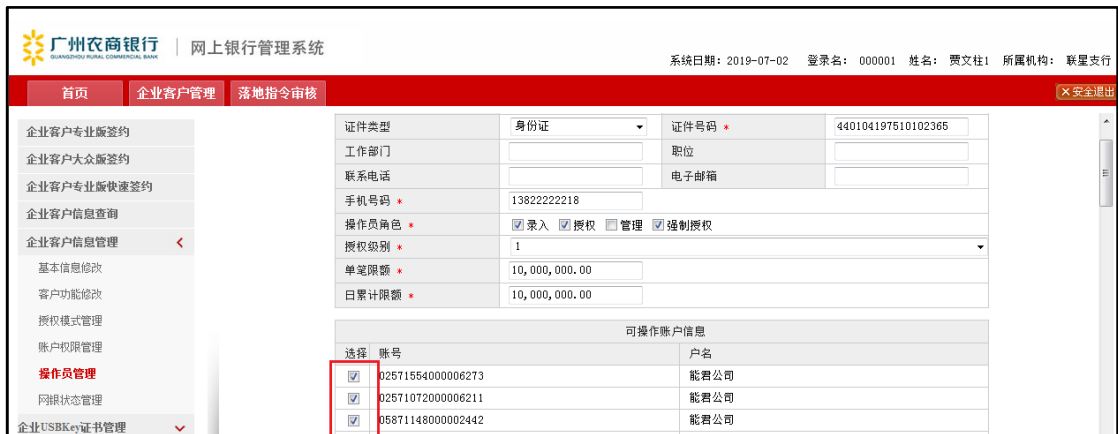 广州农商银行 网上银行管理系统
GUANGZHOU RURAL COMMERCIAL BANK
系统日期: 2019-07-02 登录名: 000001 姓名: 贾文柱1 所属机构: 联星支行
首页 企业客户管理 落地指令审核 ×安全退出
企业客户专业版签约
企业客户大众版签约
企业客户专业版快速签约
企业客户信息查询
企业客户信息管理
基本信息修改
客户功能修改
授权模式管理
账户权限管理
操作员管理
网银状态管理
企业USBKey证书管理
证件类型 身份证 证件号码 * 440104197510102365
工作部门 职位
联系电话 电子邮箱
手机号码 * 13822222218
操作员角色 * 录入 授权 管理 强制授权
授权级别 * 1
单笔限额 * 10,000,000.00
日累计限额 * 10,000,000.00
可操作账户信息
选择 账号 户名
02571554000006273 能君公司
02571072000006211 能君公司
05871148000002442 能君公司